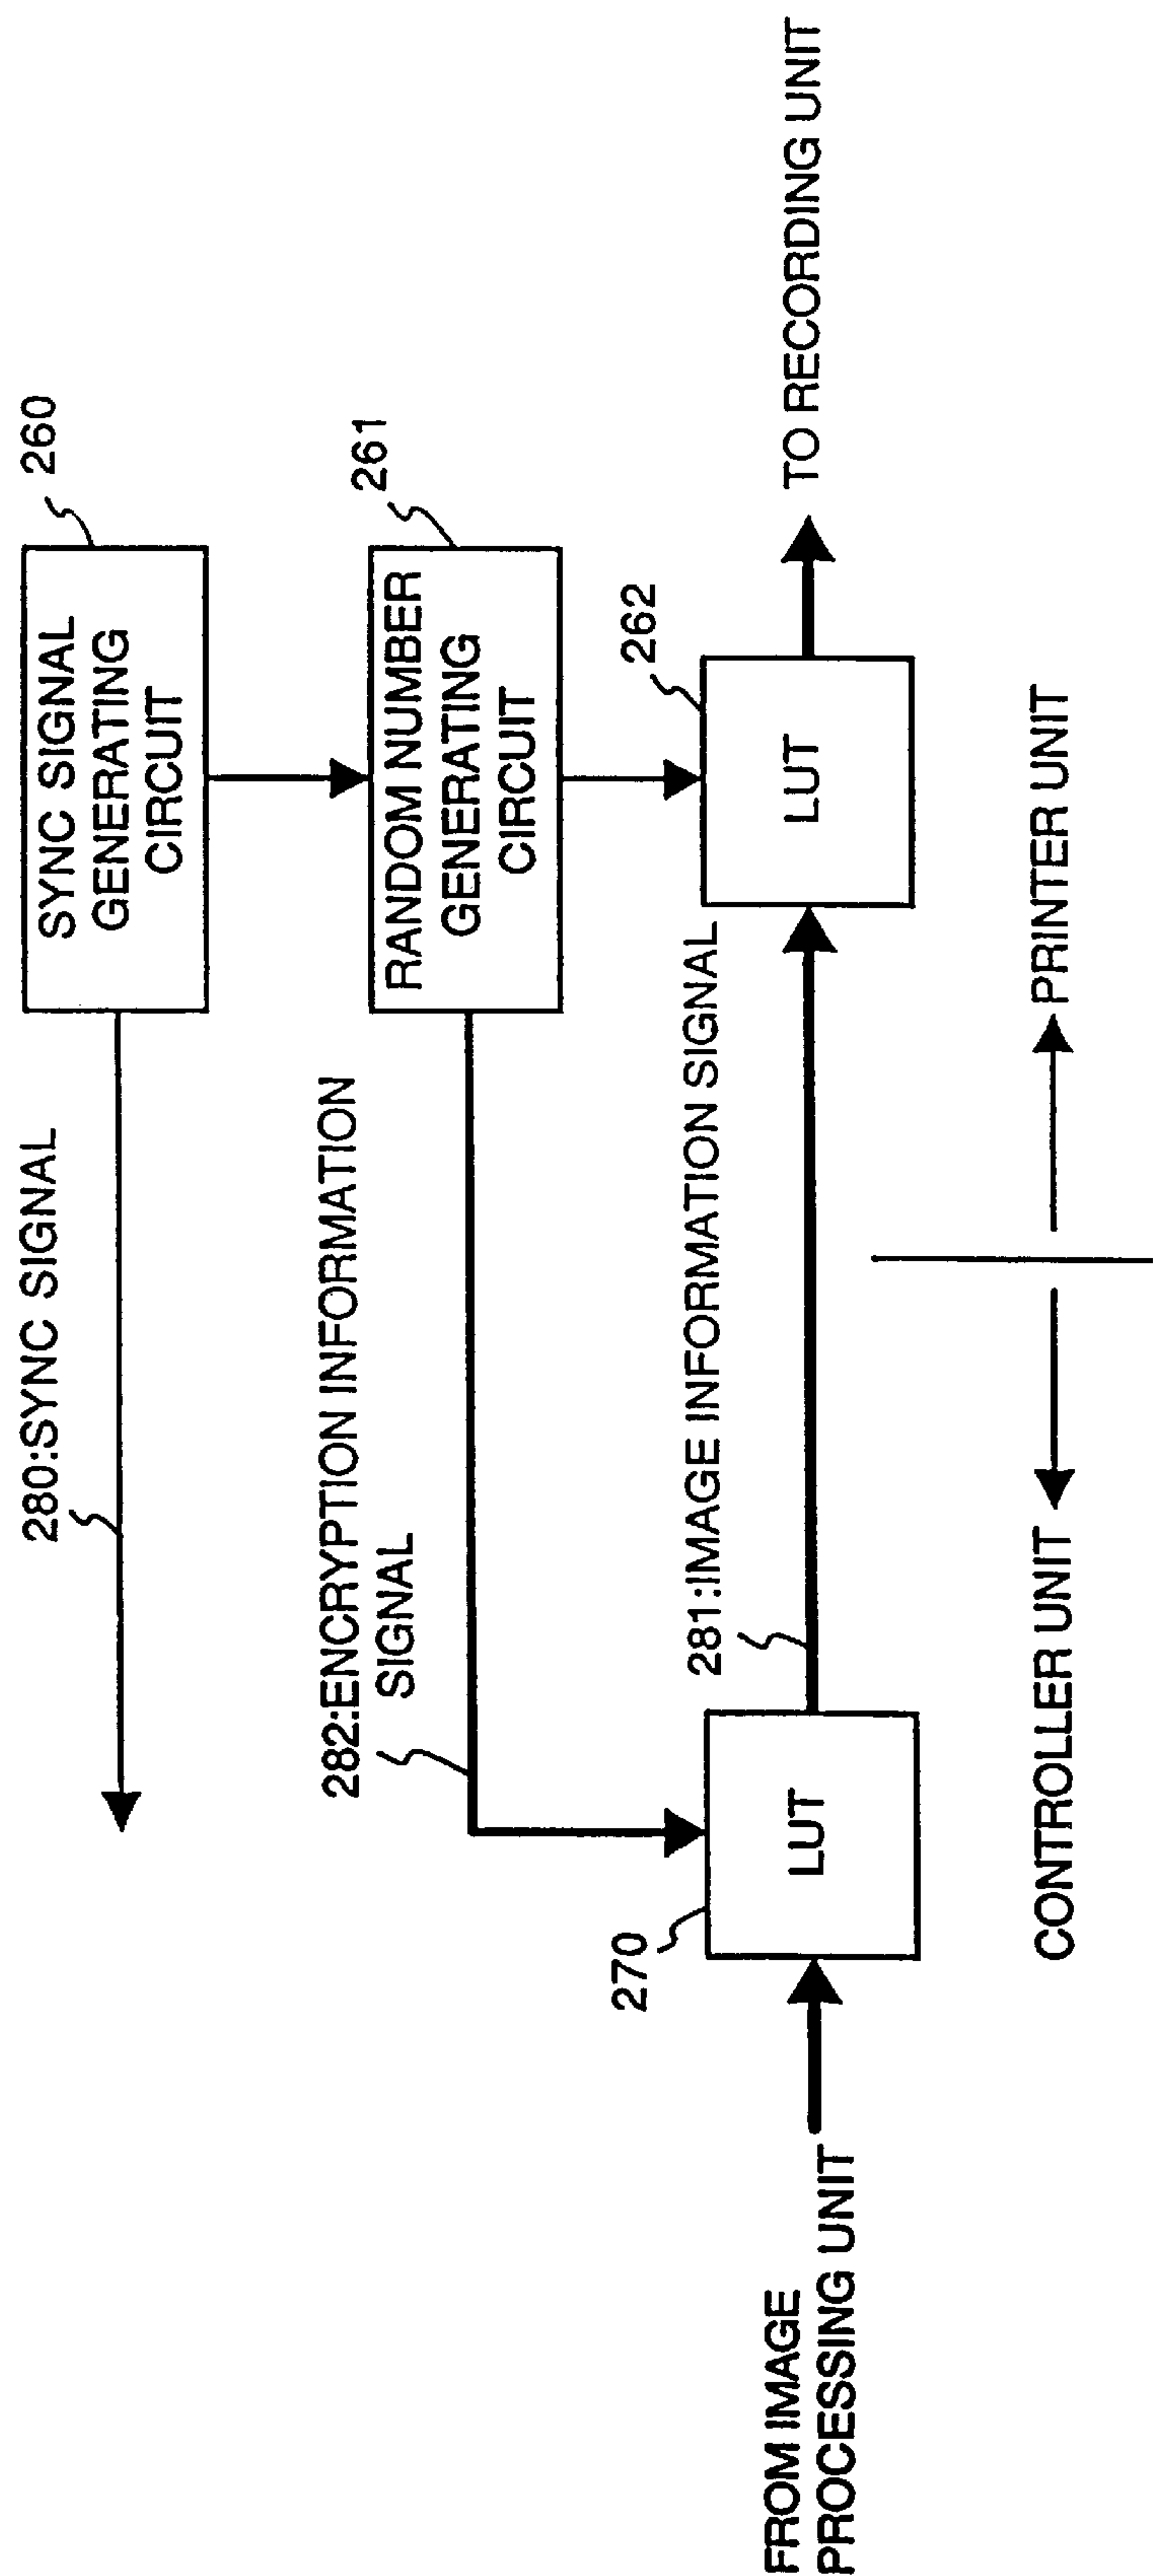 280:SYNC SIGNAL
SYNC SIGNAL
GENERATING
CIRCUIT
260
282:ENCRYPTION INFORMATION
SIGNAL
RANDOM NUMBER
GENERATING
CIRCUIT
261
270
LUT
281:IMAGE INFORMATION SIGNAL
LUT
262
FROM IMAGE
PROCESSING UNIT
TO RECORDING UNIT
CONTROLLER UNIT
PRINTER UNIT